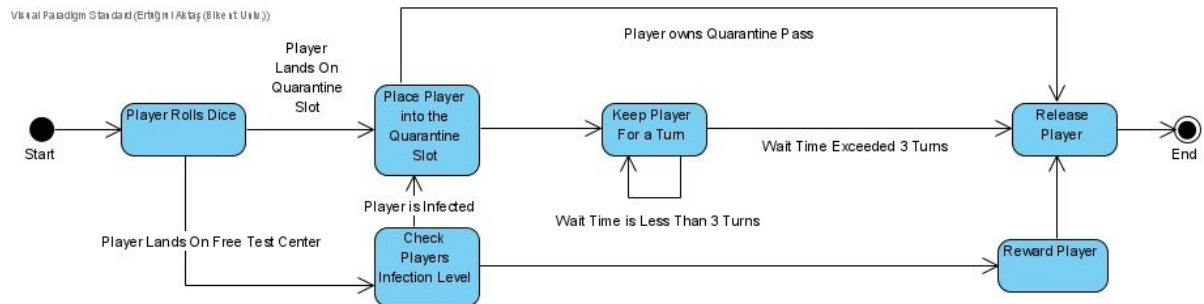 Visual Paradigm Standard(Ertuğrul Aktaş(Bilkent Univ.))
Player owns Quarantine Pass
Player
Lands On
Quarantine
Slot
Player Rolls Dice
Place Player
into the
Quarantine
Slot
Keep Player
For a Turn
Release
Player
Start
Wait Time Exceeded 3 Turns
End
Player is Infected
Wait Time is Less Than 3 Turns
Player Lands On Free Test Center
Check
Players
Infection Level
Reward Player